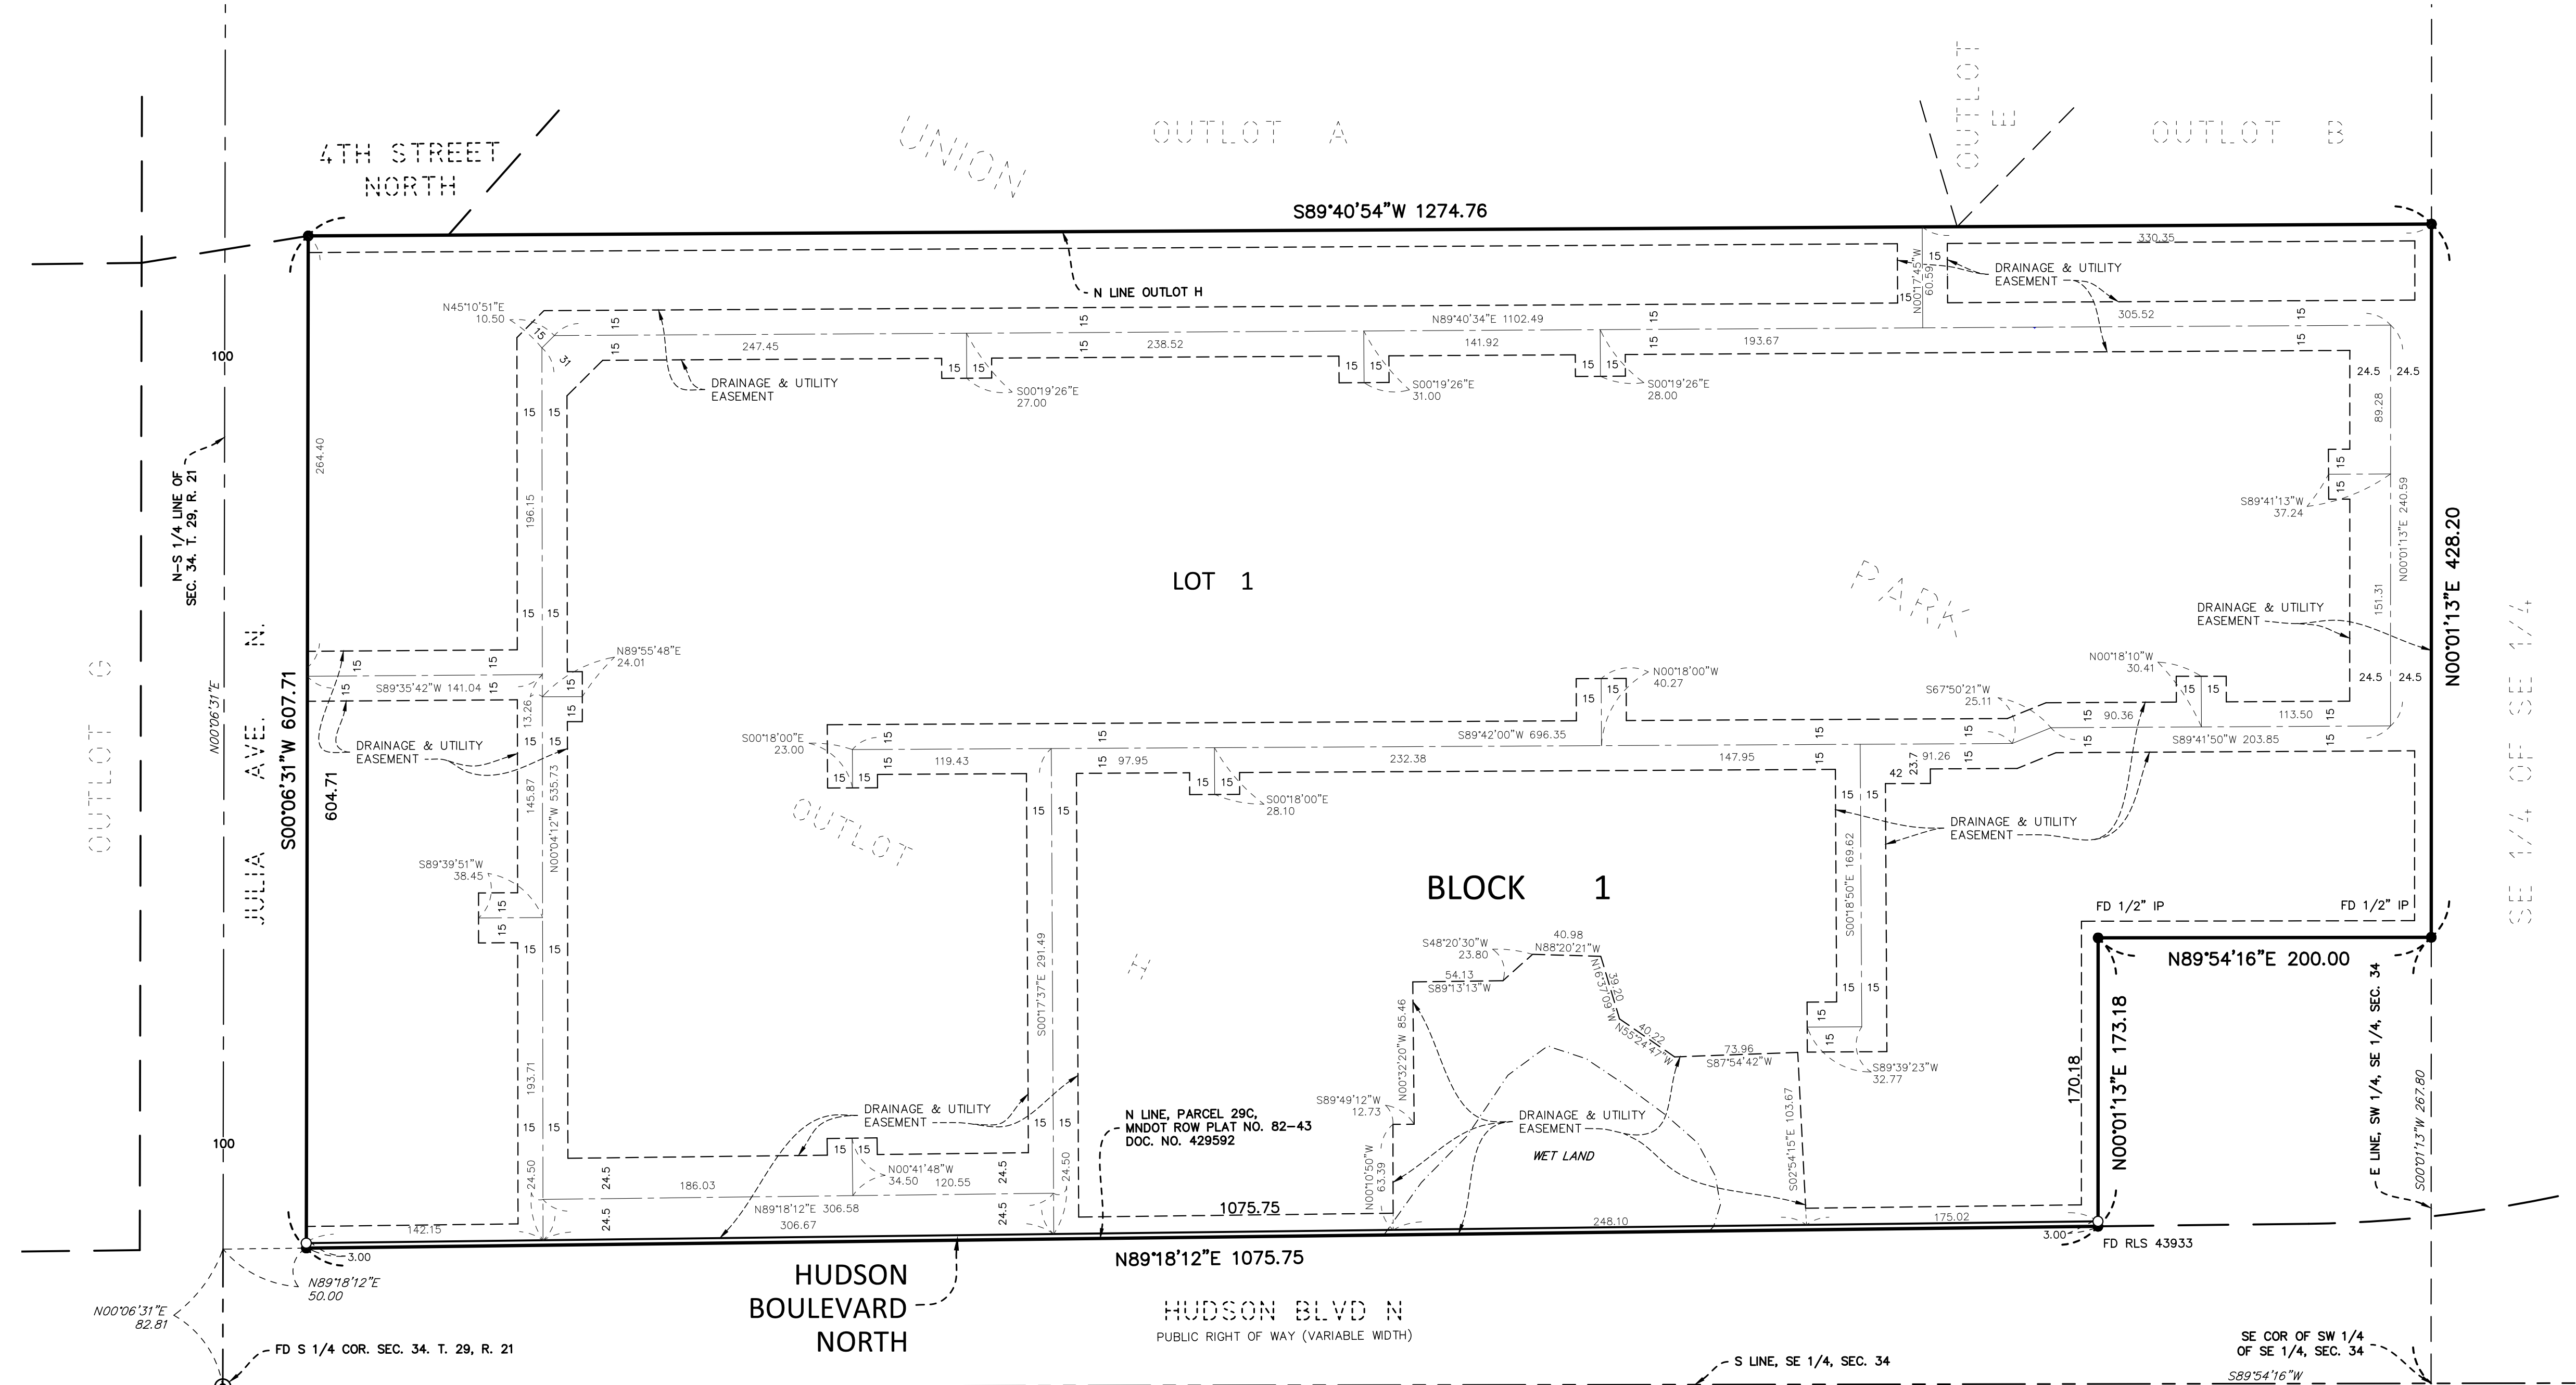 4TH STREET
NORTH
UNION
OUTLOT A
OUTLOT
E
OUTLOT B
S89°40'54"W 1274.76
330.35
N00°17'45"W
60.59
15
15
DRAINAGE & UTILITY
EASEMENT
N LINE OUTLOT H
N45°10'51"E
10.50
15
31
15
15
15
N89°40'34"E 1102.49
15
305.52
15
247.45
15
238.52
141.92
15
193.67
15
100
DRAINAGE & UTILITY
EASEMENT
15 15
S00°19'26"E
27.00
15 15
S00°19'26"E
31.00
15 15
S00°19'26"E
28.00
24.5 24.5
89.28
15 15
264.40
N-S 1/4 LINE OF
SEC. 34. T. 29, R. 21
196.15
15
15
S89°41'13"W
37.24
N00°01'13"E 240.59
N00°01'13"E 428.20
LOT 1
PARK
151.31
DRAINAGE & UTILITY
EASEMENT
15 15
JULIA AVE. N.
OUTLOT G
N00°06'31"E
S00°06'31"W 607.71
604.71
15
15
S89°35'42"W 141.04
15
15
N89°55'48"E
24.01
15
15
13.26
15 15
DRAINAGE & UTILITY
EASEMENT
N00°18'00"W
40.27
15 15
N00°18'10"W
30.41
15 15
24.5 24.5
S67°50'21"W
25.11
90.36
113.50
15
15
S89°41'50" W 203.85
15
15
SE 1/4 OF SE 1/4
S00°18'00"E
23.00
15
15
S89°42'00"W 696.35
15
15
15 15
119.43
15
97.95
232.38
147.95
15
91.26
15
42
23.7
15 15
S00°18'00"E
28.10
145.87
N00°04'12"W 535.73
OUTLOT
15 15
15 15
DRAINAGE & UTILITY
EASEMENT
S00°18'50"E 169.62
S89°39'51"W
38.45
15
15
15 15
BLOCK 1
FD 1/2" IP
FD 1/2" IP
N89°54'16"E 200.00
H
S00°17'37"E 291.49
S48°20'30"W
23.80
40.98
N88°20'21"W
54.13
S89°13'13"W
39.20
N16°37'09"W
40.22
N55°24'47"W
73.96
S87°54'42"W
15 15
15
15
S89°39'23"W
32.77
N00°32'20"W 85.46
S89°49'12"W
12.73
N00°10'50"W
63.39
S02°54'15"E 103.67
170.18
N00°01'13"E 173.18
E LINE, SW 1/4, SE 1/4, SEC. 34
S00°01'13"W 267.80
193.71
DRAINAGE & UTILITY
EASEMENT
N LINE, PARCEL 29C,
MNDOT ROW PLAT NO. 82-43
DOC. NO. 429592
DRAINAGE & UTILITY
EASEMENT
WET LAND
100
15 15
15 15
15 15
24.50
24.5
24.5
186.03
N00°41'48"W
34.50
120.55
24.5
24.5
24.50
N89°18'12"E 306.58
306.67
142.15
1075.75
248.10
175.02
3.00
3.00
FD RLS 43933
N89°18'12"E
50.00
N00°06'31"E
82.81
N89°18'12"E 1075.75
HUDSON
BOULEVARD
NORTH
HUDSON BLVD N
PUBLIC RIGHT OF WAY (VARIABLE WIDTH)
FD S 1/4 COR. SEC. 34. T. 29, R. 21
S LINE, SE 1/4, SEC. 34
SE COR OF SW 1/4
OF SE 1/4, SEC. 34
S89°54'16"W